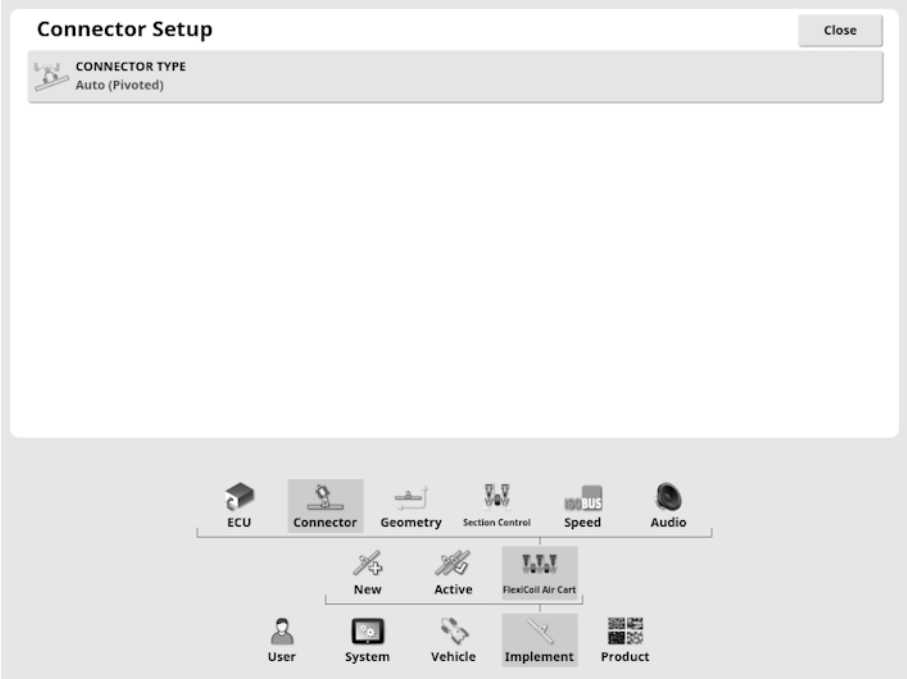 Connector Setup
Close
CONNECTOR TYPE
Auto (Pivoted)
ECU
Connector
Geometry
Section Control
ISOBUS
Speed
Audio
New
Active
FlexiCoil Air Cart
User
System
Vehicle
Implement
Product